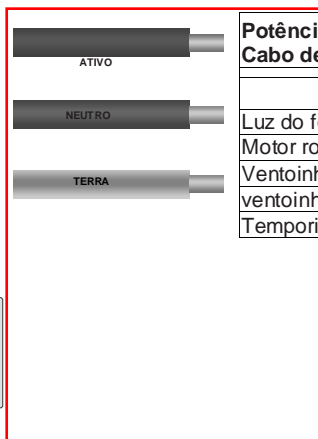 ATIVO
NEUTRO
TERRA
Potênci
Cabo de
Luz do f
Motor ro
Ventoinh
ventoinh
Tempori